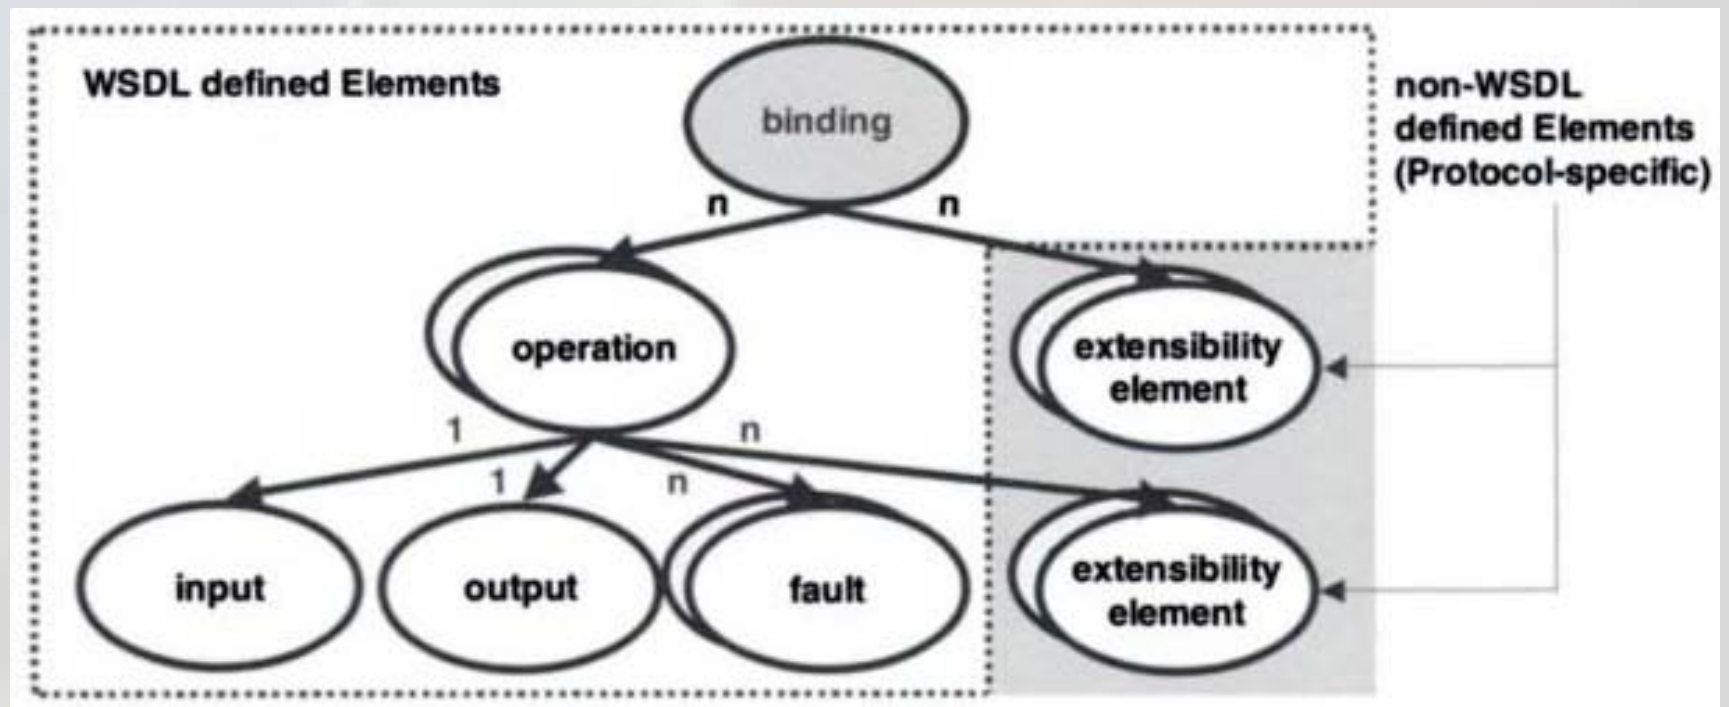 WSDL defined Elements
binding
non-WSDL
defined Elements
(Protocol-specific)
n
n
operation
extensibility
element
1
n
1
n
input
output
fault
extensibility
element